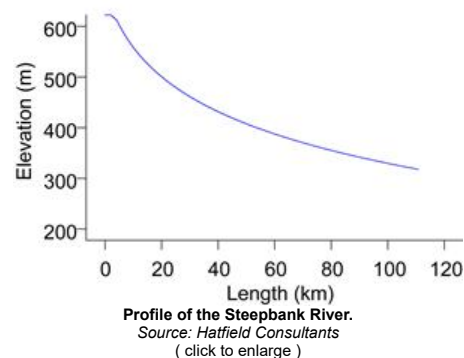 600
500
400
300
200
Elevation (m)
0 20 40 60 80 100 120
Length (km)
Profile of the Steepbank River.
Source: Hatfield Consultants
( click to enlarge )